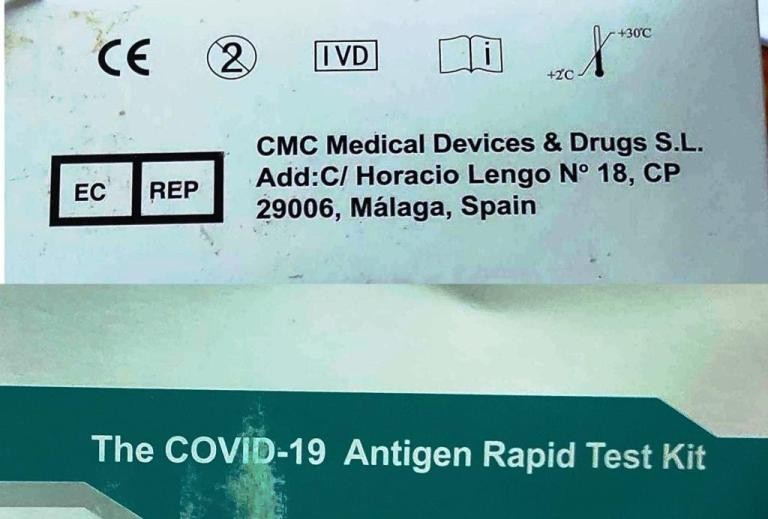 CE 2 IVD i +2°C +30°C
EC REP
CMC Medical Devices & Drugs S.L.
Add:C/ Horacio Lengo Nº 18, CP
29006, Málaga, Spain
The COVID-19 Antigen Rapid Test Kit